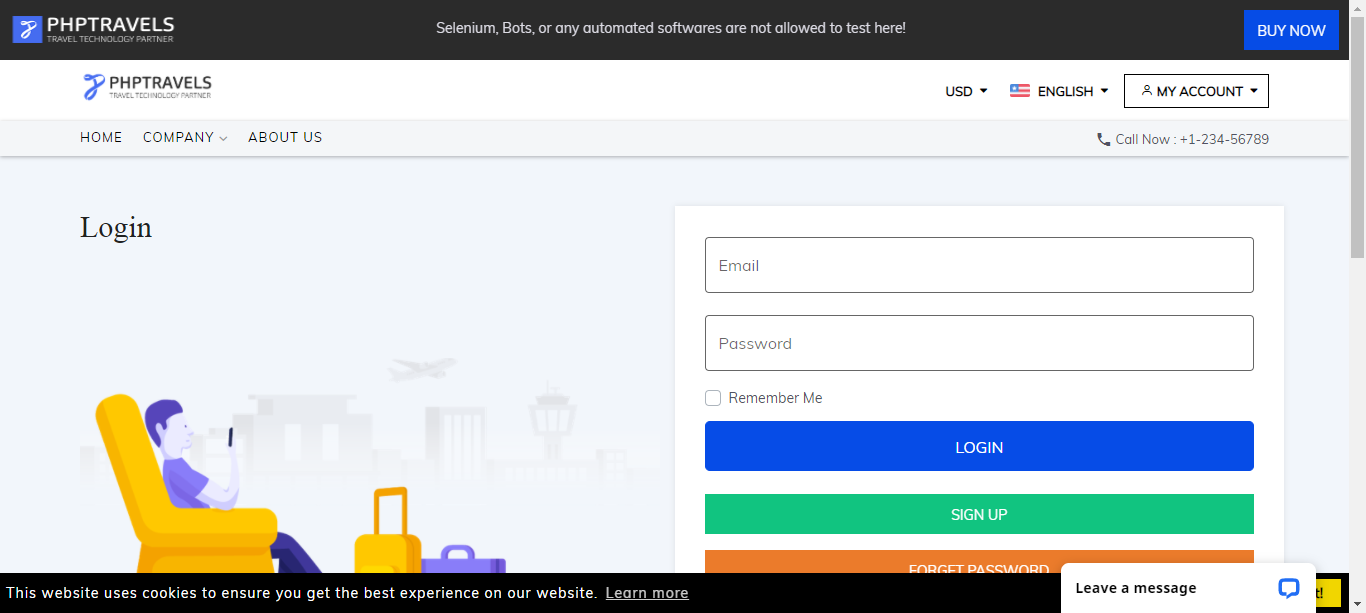 PHPTRAVELS
TRAVEL TECHNOLOGY PARTNER
Selenium, Bots, or any automated softwares are not allowed to test here!
BUY NOW
PHPTRAVELS
TRAVEL TECHNOLOGY PARTNER
USD
ENGLISH
MY ACCOUNT
HOME
COMPANY
ABOUT US
Call Now : +1-234-56789
Login
Email
Password
Remember Me
LOGIN
SIGN UP
FORGET PASSWORD
This website uses cookies to ensure you get the best experience on our website. Learn more
Leave a message